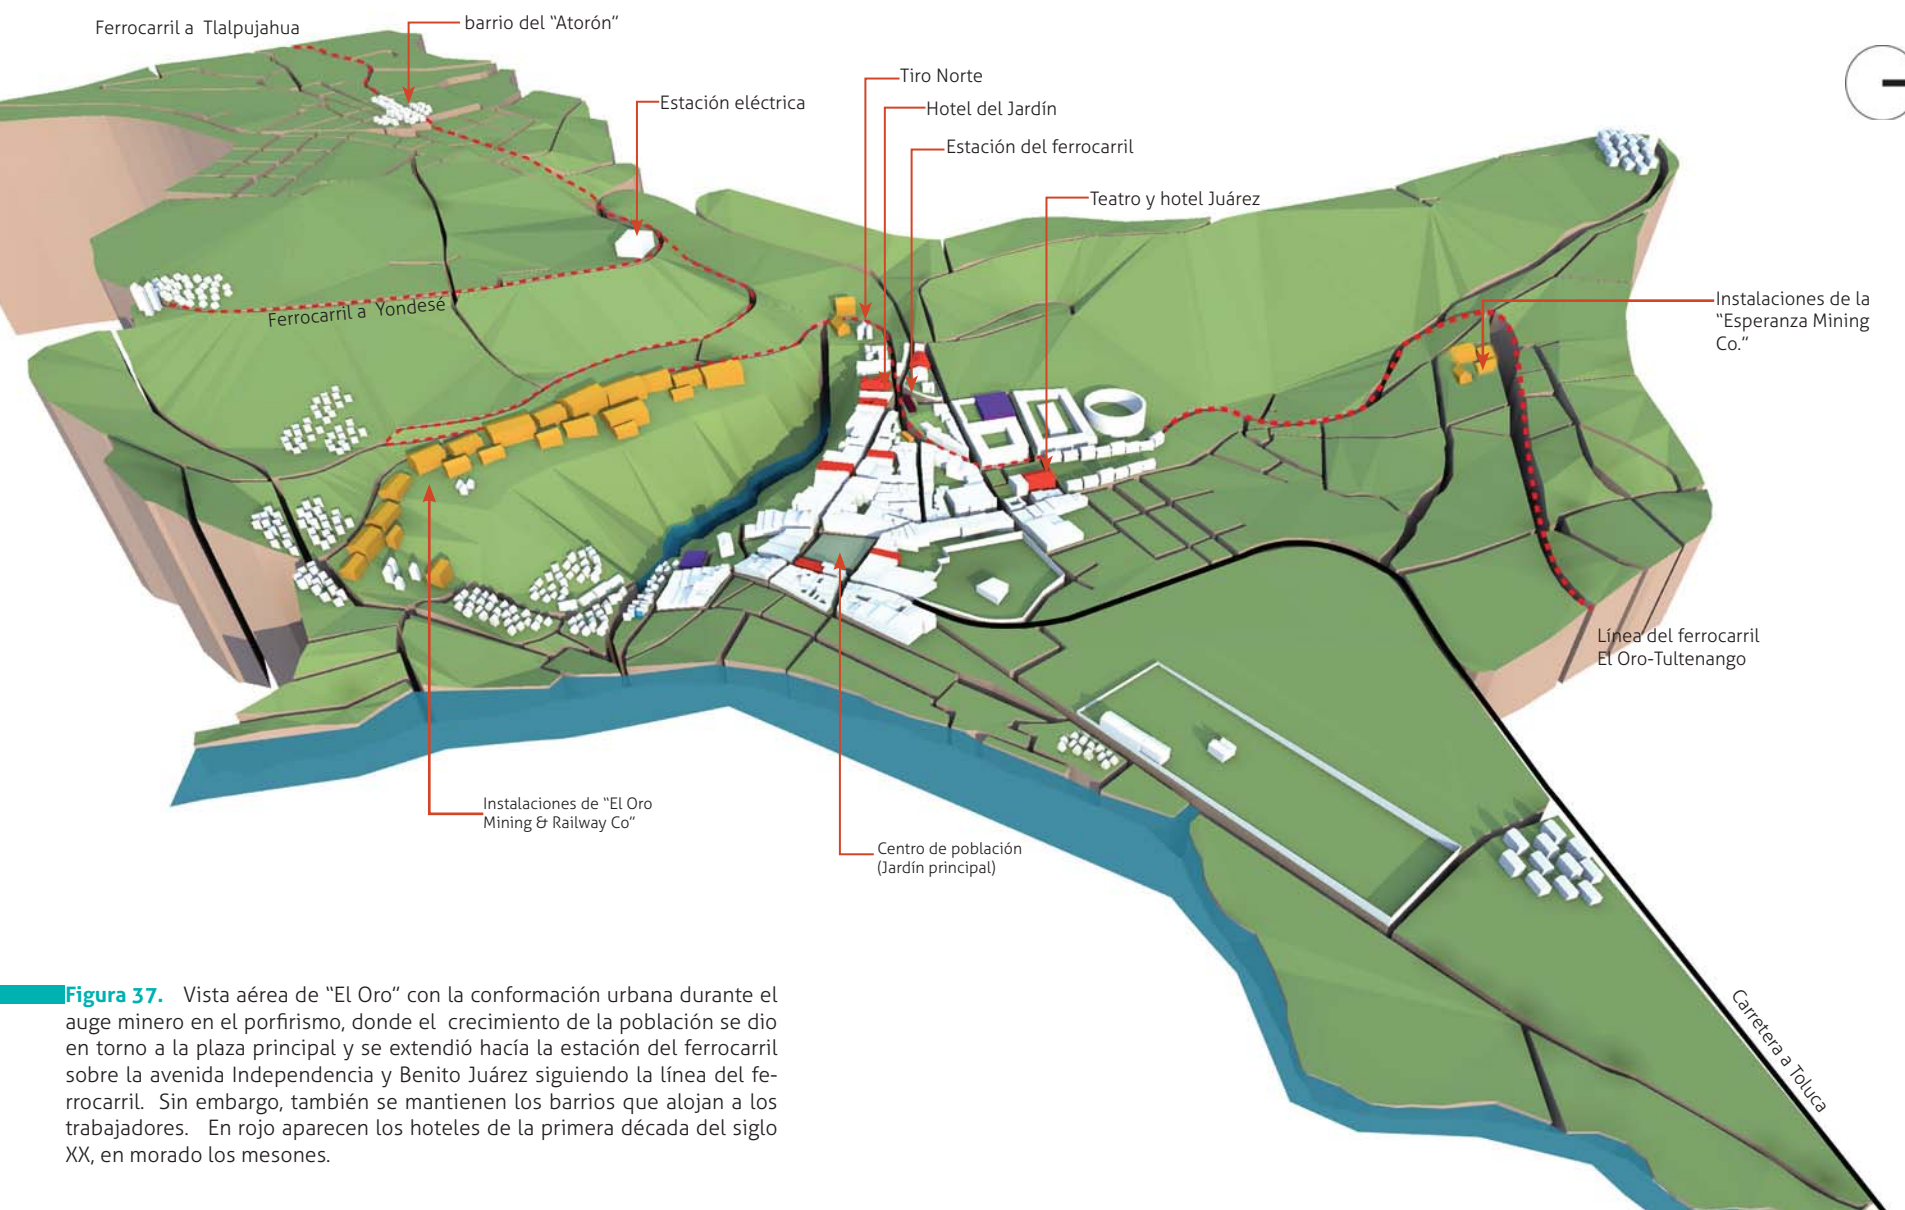 Ferrocarril a Tlalpujahua
barrio del “Atorón”
Tiro Norte
Estación eléctrica
Hotel del Jardín
Estación del ferrocarril
Teatro y hotel Juárez
Instalaciones de la
“Esperanza Mining
Co.”
Ferrocarril a Yondesé
Línea del ferrocarril
El Oro-Tultenango
Instalaciones de “El Oro
Mining & Railway Co”
Centro de población
(Jardín principal)
Carretera a Toluca
Figura 37. Vista aérea de “El Oro” con la conformación urbana durante el
auge minero en el porfirismo, donde el crecimiento de la población se dio
en torno a la plaza principal y se extendió hacía la estación del ferrocarril
sobre la avenida Independencia y Benito Juárez siguiendo la línea del fe-
rrocarril. Sin embargo, también se mantienen los barrios que alojan a los
trabajadores. En rojo aparecen los hoteles de la primera década del siglo
XX, en morado los mesones.